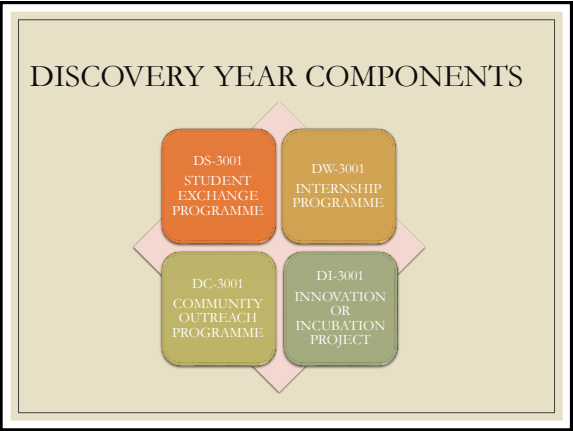 DISCOVERY YEAR COMPONENTS
DS-3001
STUDENT
EXCHANGE
PROGRAMME
DW-3001
INTERNSHIP
PROGRAMME
DC-3001
COMMUNITY
OUTREACH
PROGRAMME
DI-3001
INNOVATION
OR
INCUBATION
PROJECT